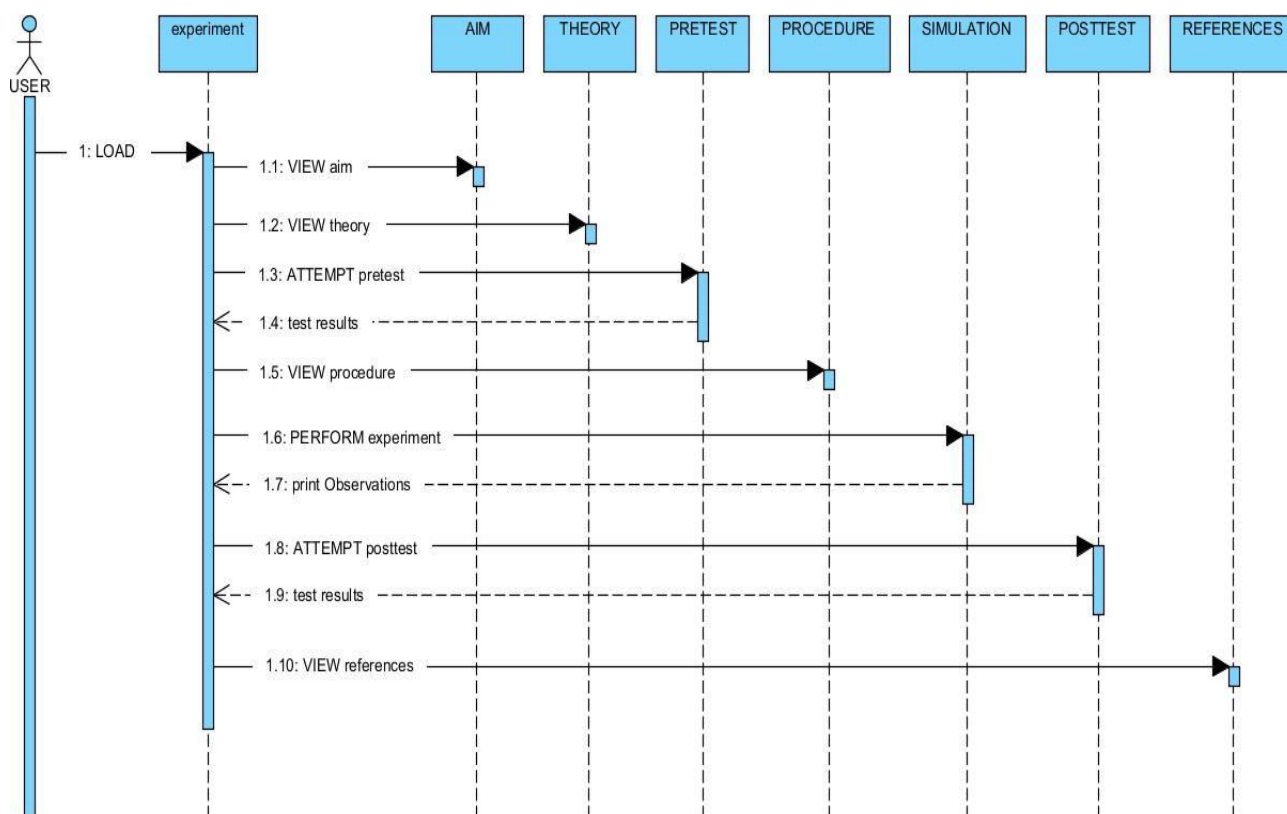 experiment
AIM
THEORY
PRETEST
PROCEDURE
SIMULATION
POSTTEST
REFERENCES
USER
1: LOAD
1.1: VIEW aim
1.2: VIEW theory
1.3: ATTEMPT pretest
1.4: test results
1.5: VIEW procedure
1.6: PERFORM experiment
1.7: print Observations
1.8: ATTEMPT posttest
1.9: test results
1.10: VIEW references